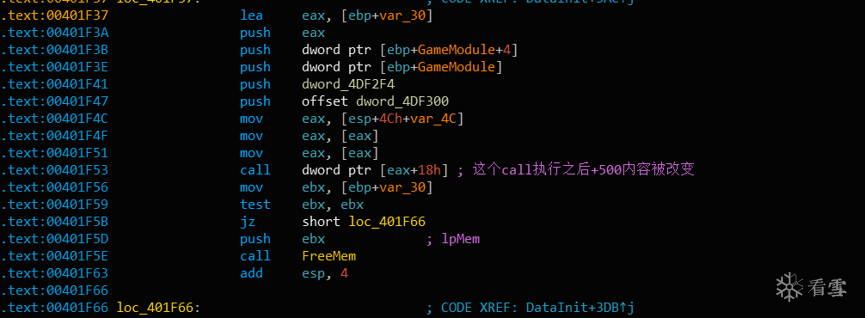 .text:00401F37 loc_401F37: ; CODE XREF: DataInit+3AC↑j
.text:00401F37 lea eax, [ebp+var_30]
.text:00401F3A push eax
.text:00401F3B push dword ptr [ebp+GameModule+4]
.text:00401F3E push dword ptr [ebp+GameModule]
.text:00401F41 push dword_4DF2F4
.text:00401F47 push offset dword_4DF300
.text:00401F4C mov eax, [esp+4Ch+var_4C]
.text:00401F4F mov eax, [eax]
.text:00401F51 mov eax, [eax]
.text:00401F53 call dword ptr [eax+18h] ; 这个call执行之后+500内容被改变
.text:00401F56 mov ebx, [ebp+var_30]
.text:00401F59 test ebx, ebx
.text:00401F5B jz short loc_401F66
.text:00401F5D push ebx ; lpMem
.text:00401F5E call FreeMem
.text:00401F63 add esp, 4
.text:00401F66
.text:00401F66 loc_401F66: ; CODE XREF: DataInit+3DB↑j
看雪